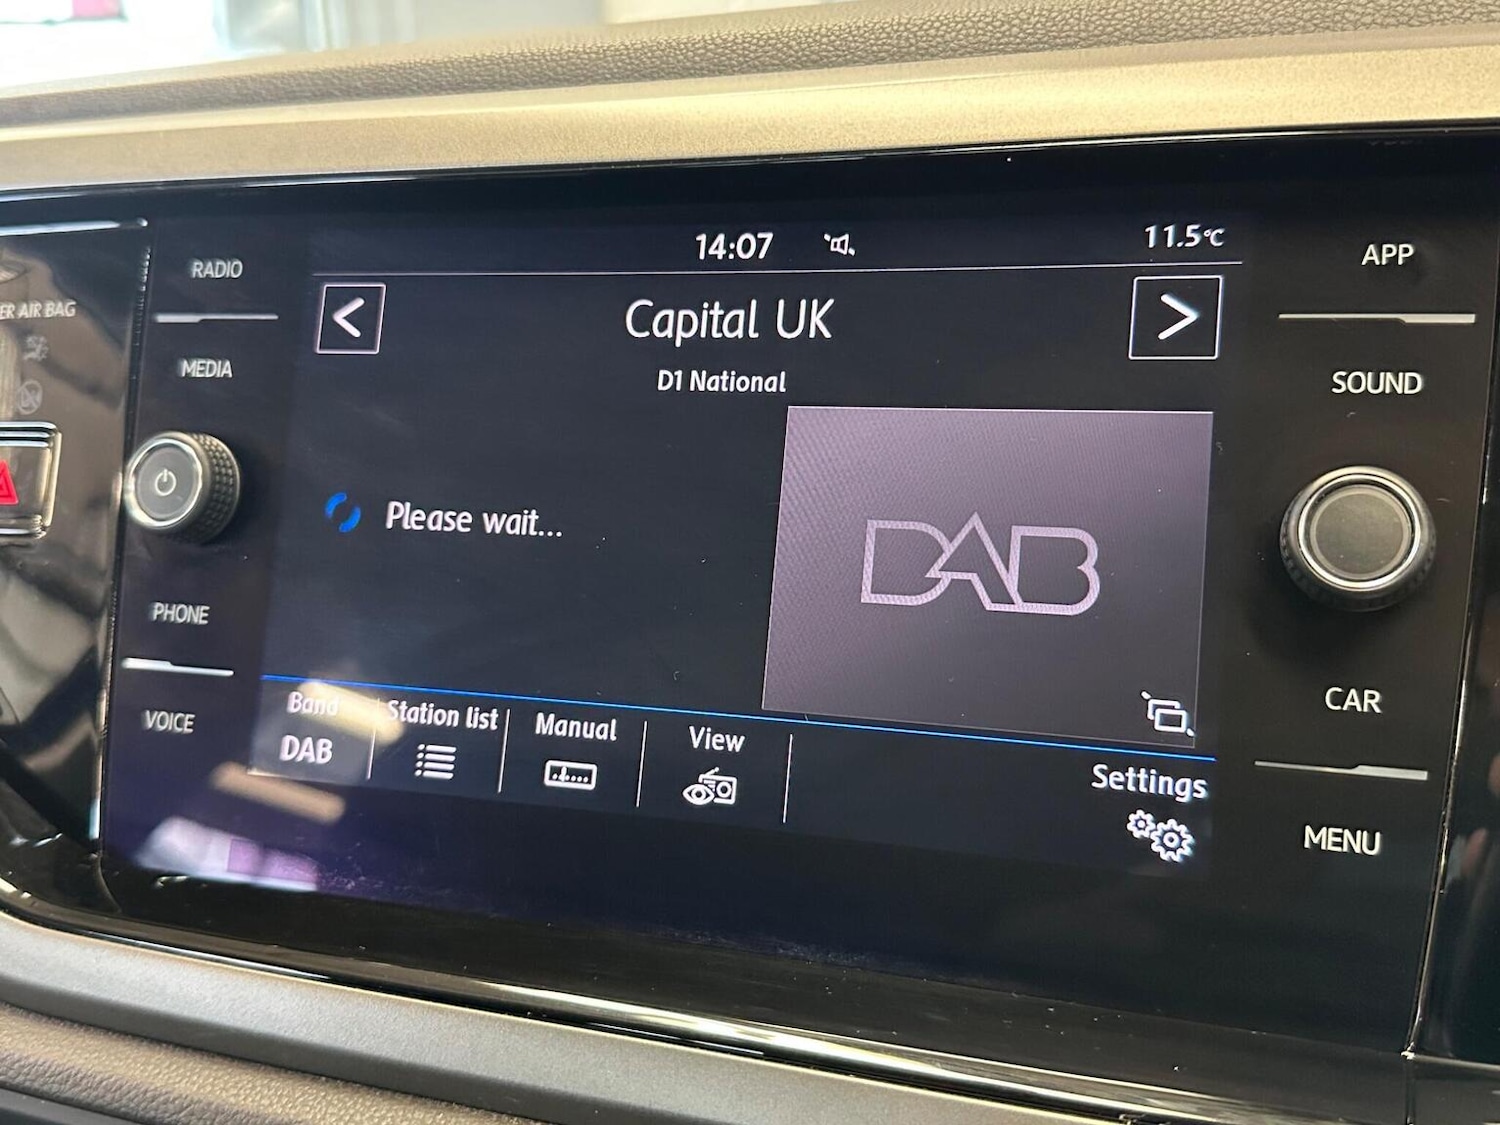 14:07
11.5°C
RADIO
APP
Capital UK
ER AIR BAG
MEDIA
SOUND
D1 National
Please wait...
DAB
PHONE
CAR
VOICE
Band
Station list
Manual
View
Settings
DAB
MENU